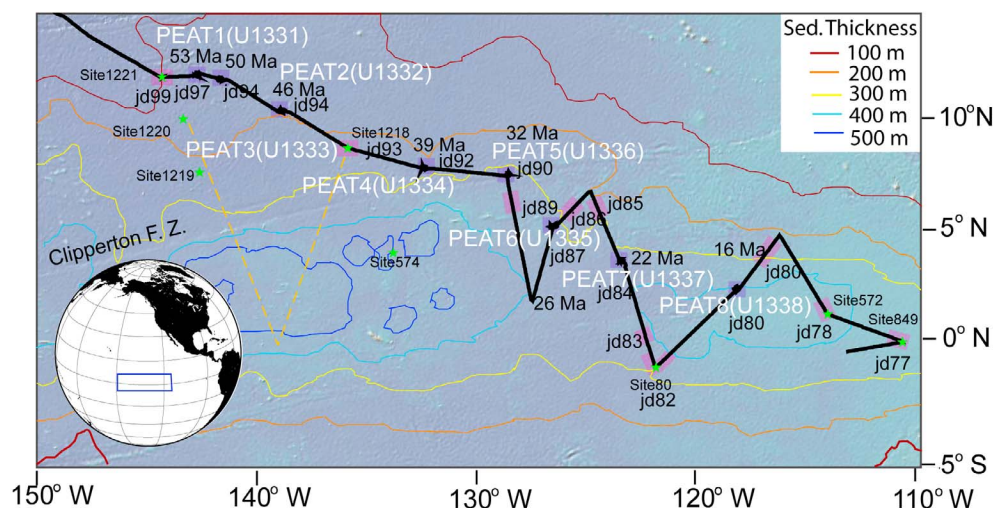 Sed. Thickness
100 m
200 m
300 m
400 m
500 m
PEAT1(U1331)
53 Ma
50 Ma
Site1221
jd99
jd97
jd94
PEAT2(U1332)
46 Ma
jd94
Site1220
Site1218
jd93
PEAT3(U1333)
39 Ma
jd92
32 Ma
PEAT5(U1336)
jd90
Site1219
PEAT4(U1334)
jd89
jd86
jd85
PEAT6(U1335)
jd87
Clipperton F. Z.
Site574
26 Ma
22 Ma
PEAT7(U1337)
jd84
16 Ma
jd80
PEAT8(U1338)
jd80
Site572
jd78
Site849
jd77
jd83
Site80
jd82
10° N
5° N
0° N
5° S
150° W
140° W
130° W
120° W
110° W